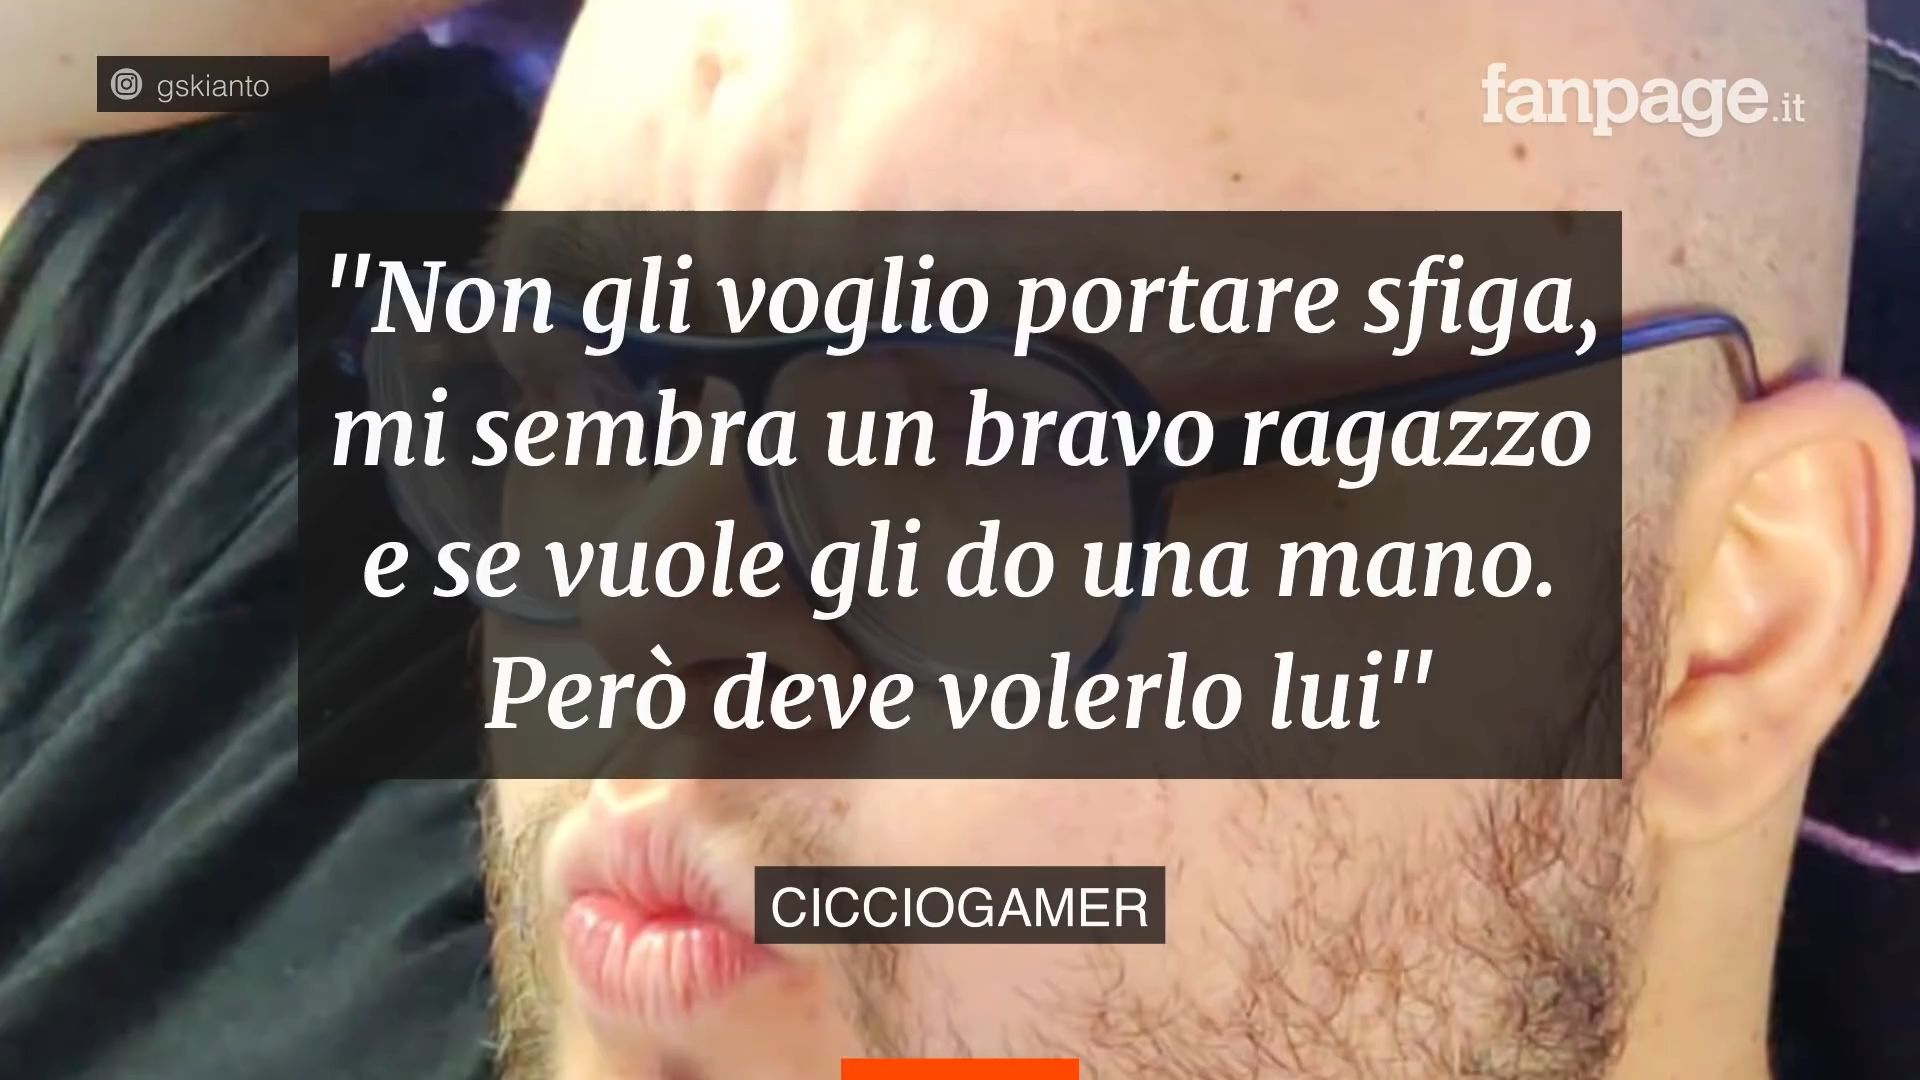 gskianto
fanpage.it
"Non gli voglio portare sfiga,
mi sembra un bravo ragazzo
e se vuole gli do una mano.
Però deve volerlo lui"
CICCIOGAMER